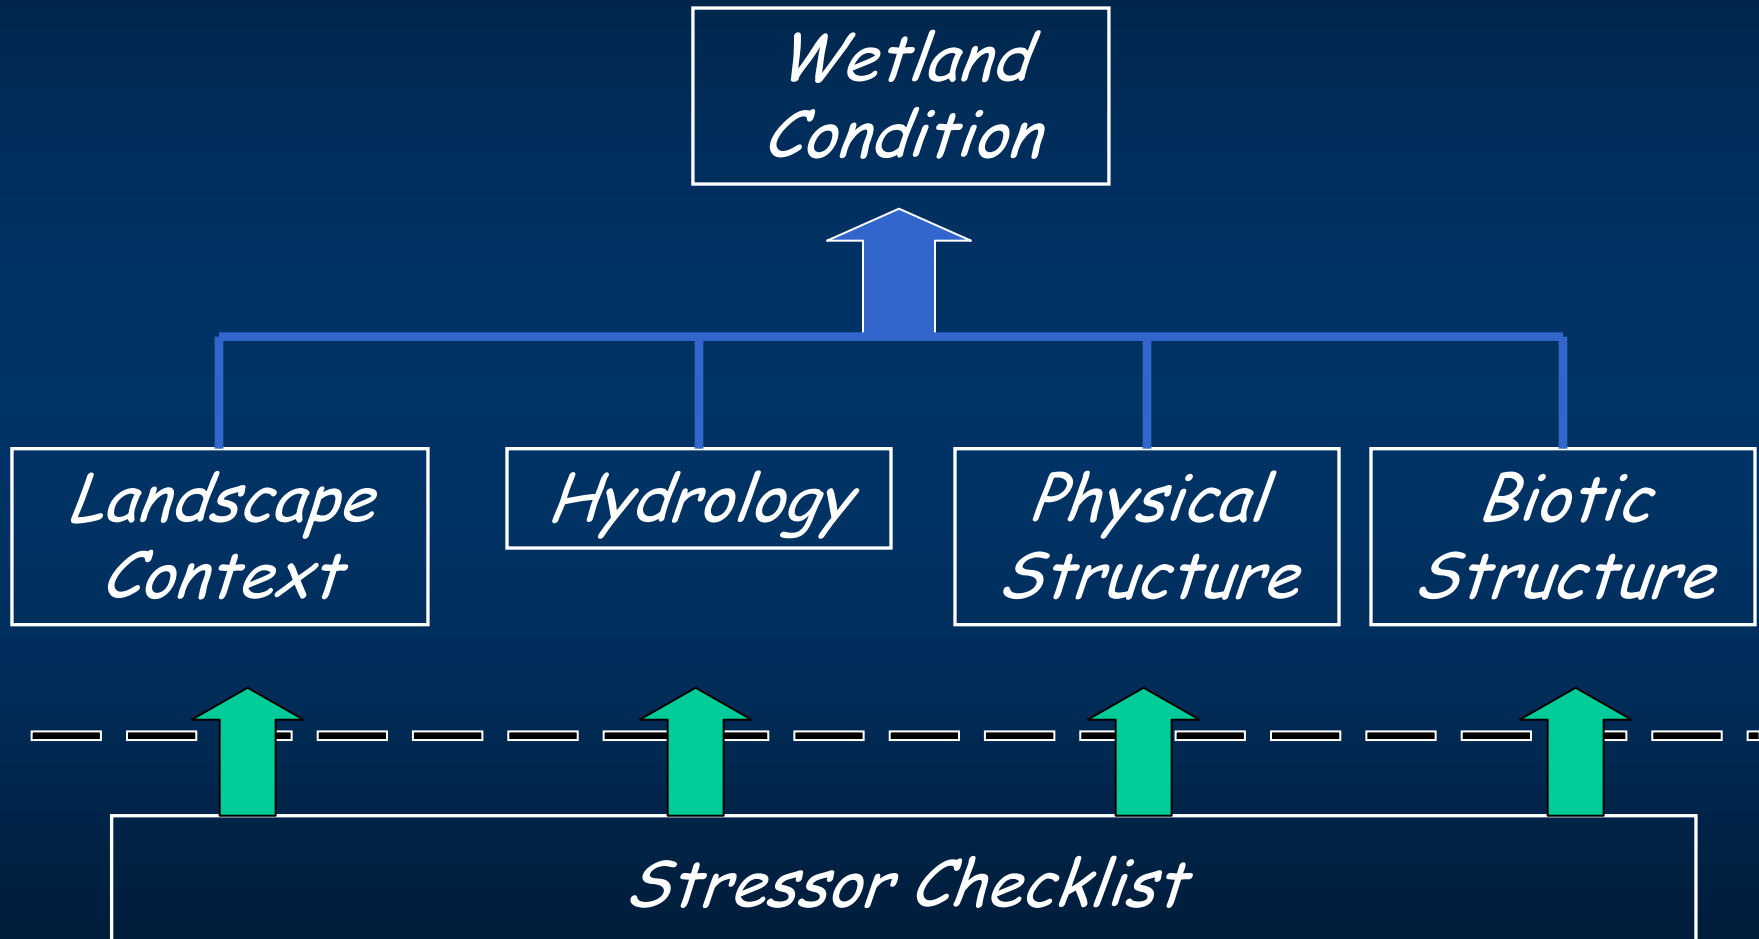 Wetland
Condition
Landscape
Context
Hydrology
Physical
Structure
Biotic
Structure
Stressor Checklist